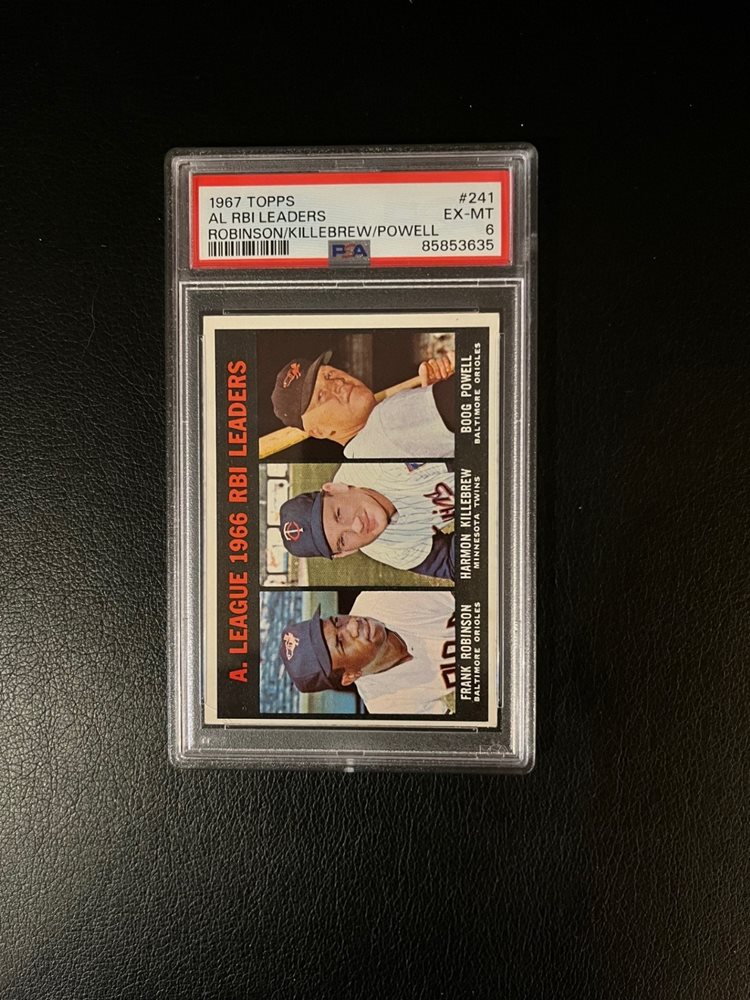 1967 TOPPS #241
AL RBI LEADERS EX-MT
ROBINSON/KILLEBREW/POWELL 6
PSA 85853635
A. LEAGUE 1966 RBI LEADERS
FRANK ROBINSON
BALTIMORE ORIOLES
HARMON KILLEBREW
MINNESOTA TWINS
BOOG POWELL
BALTIMORE ORIOLES